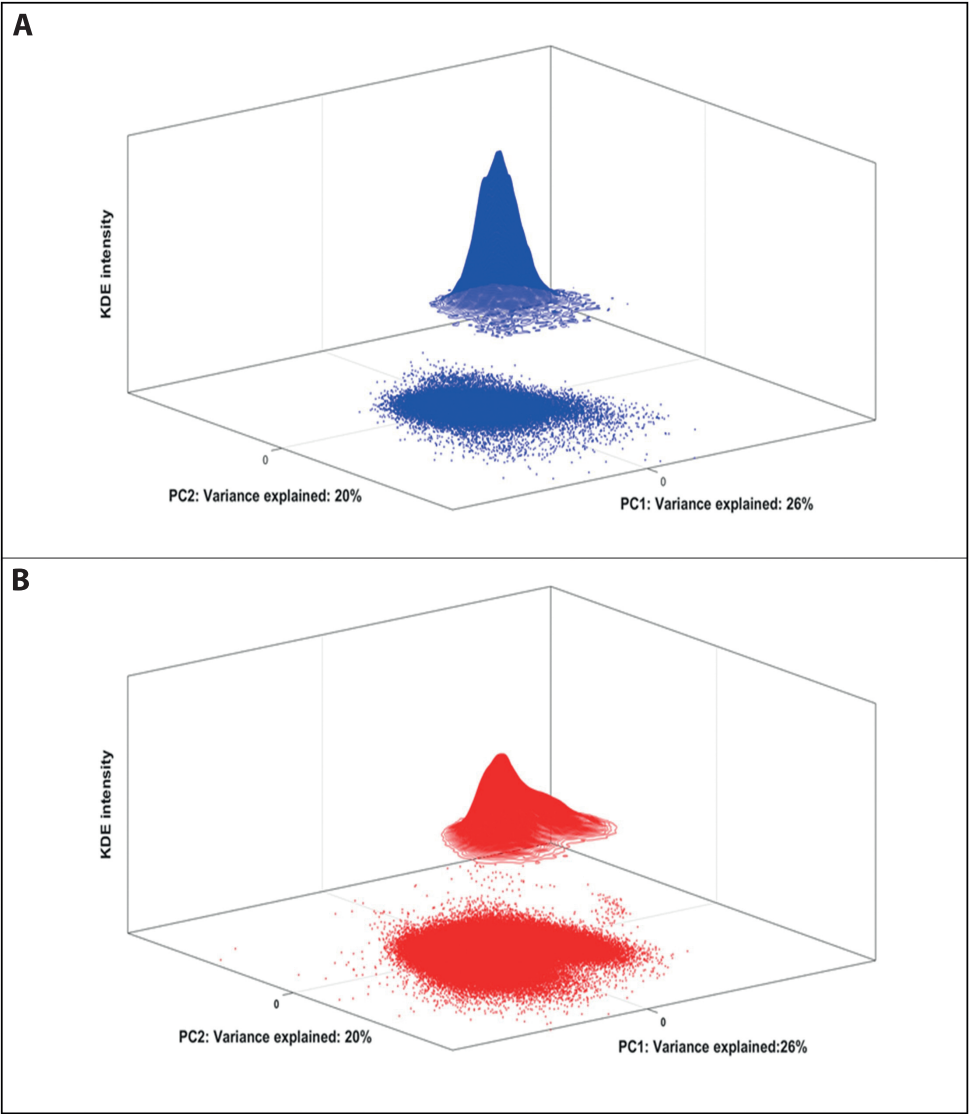 A
KDE intensity
0
0
PC2: Variance explained: 20%
PC1: Variance explained: 26%
B
KDE intensity
0
0
PC2: Variance explained: 20%
PC1: Variance explained:26%